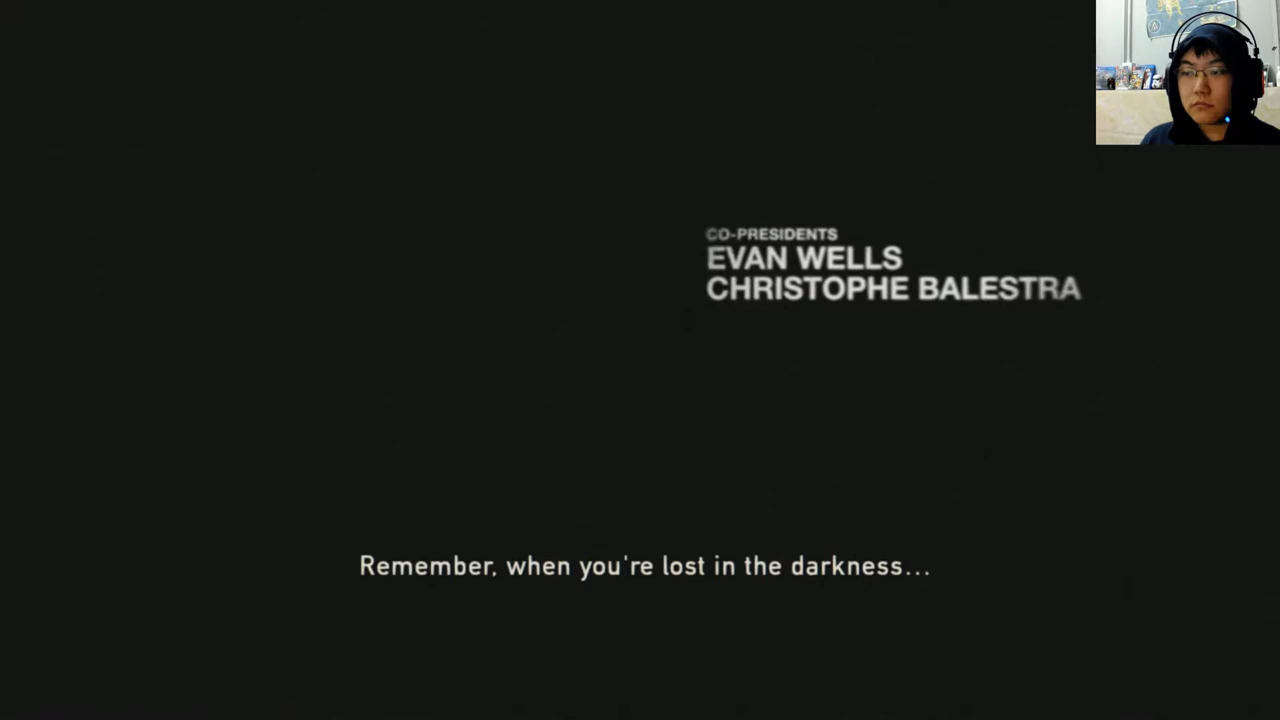 CO-PRESIDENTS
EVAN WELLS
CHRISTOPHE BALESTRA
Remember, when you're lost in the darkness...